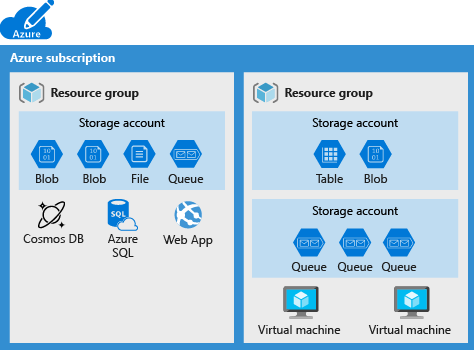 Azure
Azure subscription
Resource group
Storage account
Blob
Blob
File
Queue
Cosmos DB
SQL
Azure
SQL
Web App
Resource group
Storage account
Table
Blob
Storage account
Queue
Queue
Queue
Virtual machine
Virtual machine